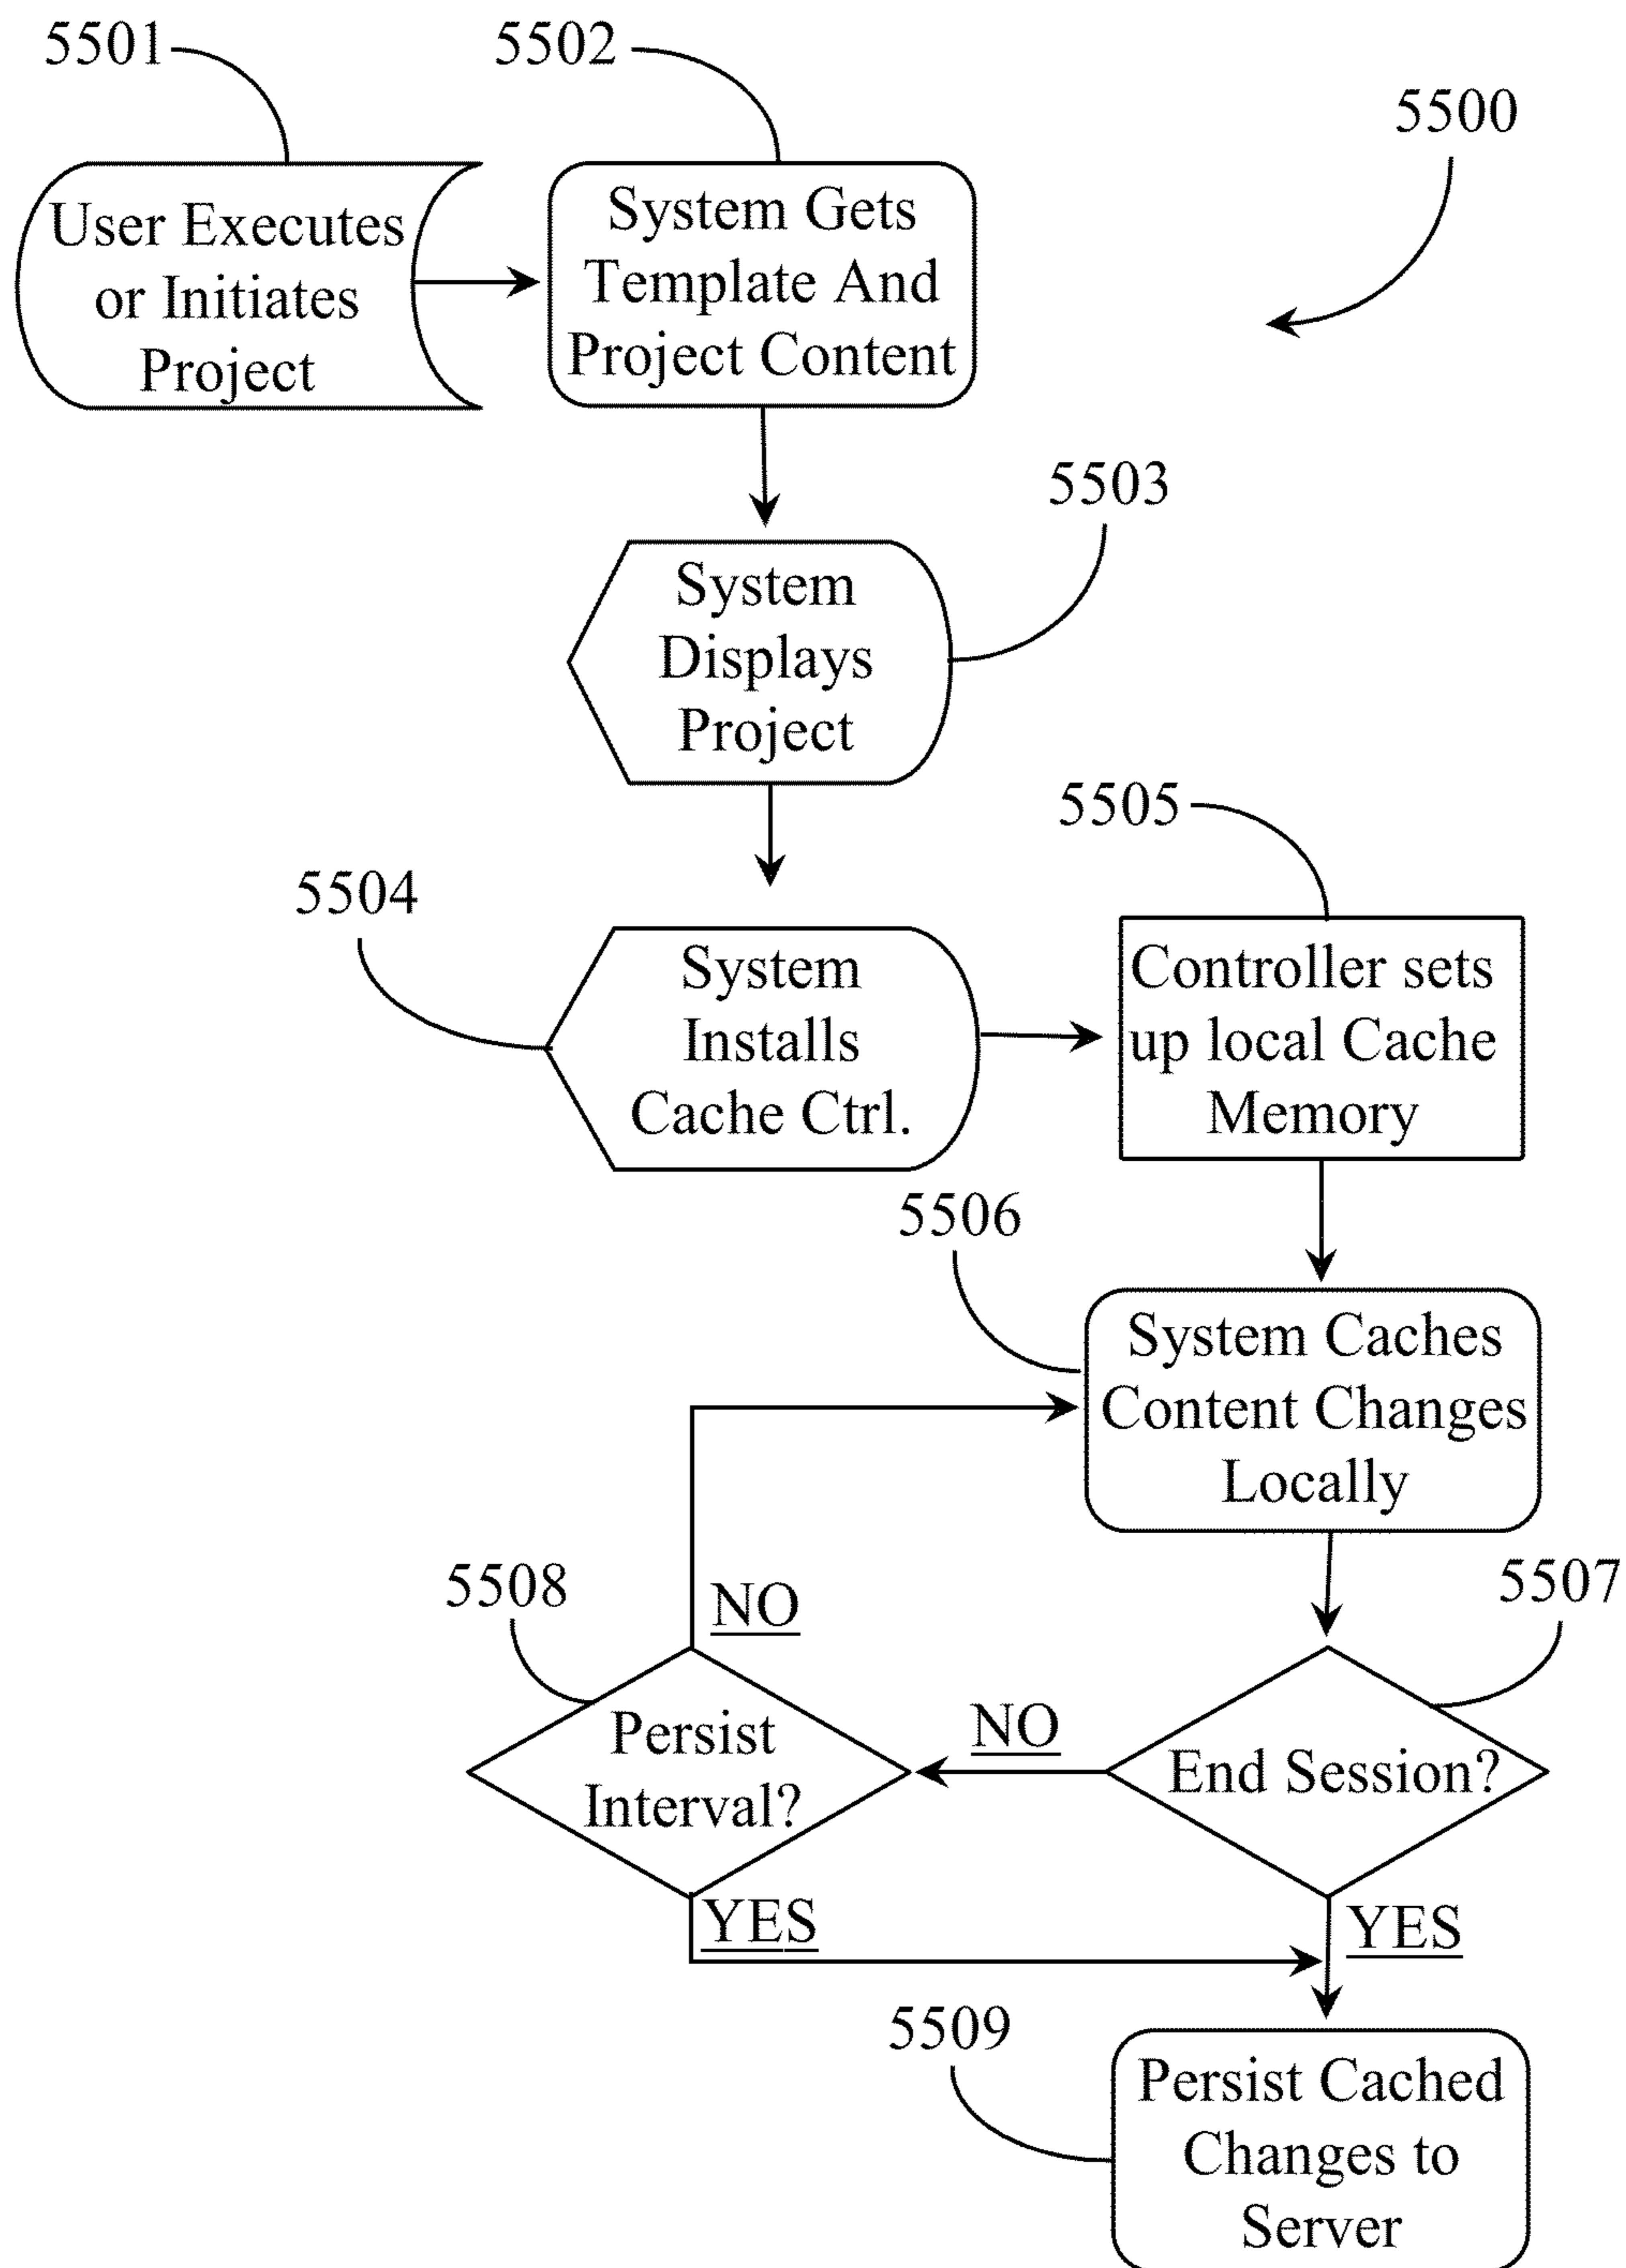 5501
5502
5500
User Executes
or Initiates
Project
System Gets
Template And
Project Content
5503
System
Displays
Project
5505
5504
System
Installs
Cache Ctrl.
Controller sets
up local Cache
Memory
5506
System Caches
Content Changes
Locally
5508
NO
5507
Persist
Interval?
NO
End Session?
YES
YES
5509
Persist Cached
Changes to
Server